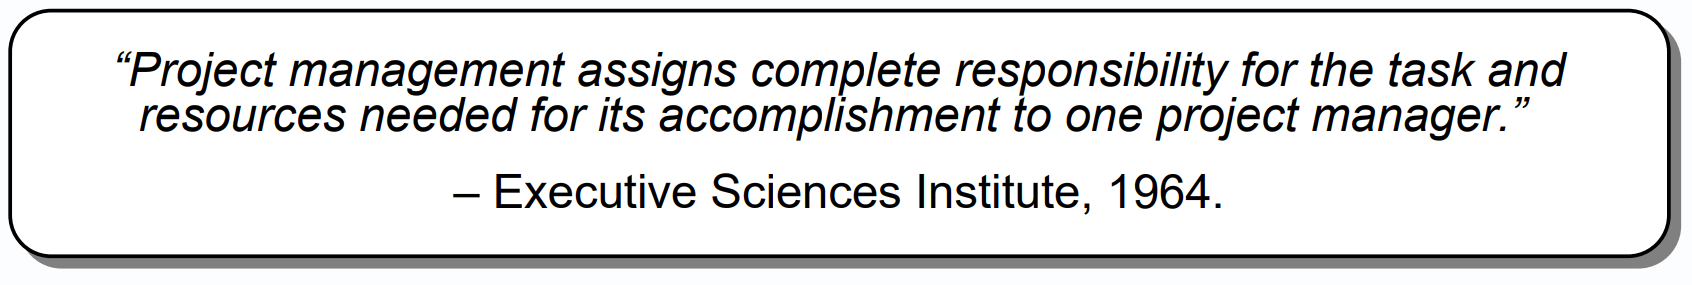 “Project management assigns complete responsibility for the task and
resources needed for its accomplishment to one project manager.”
– Executive Sciences Institute, 1964.